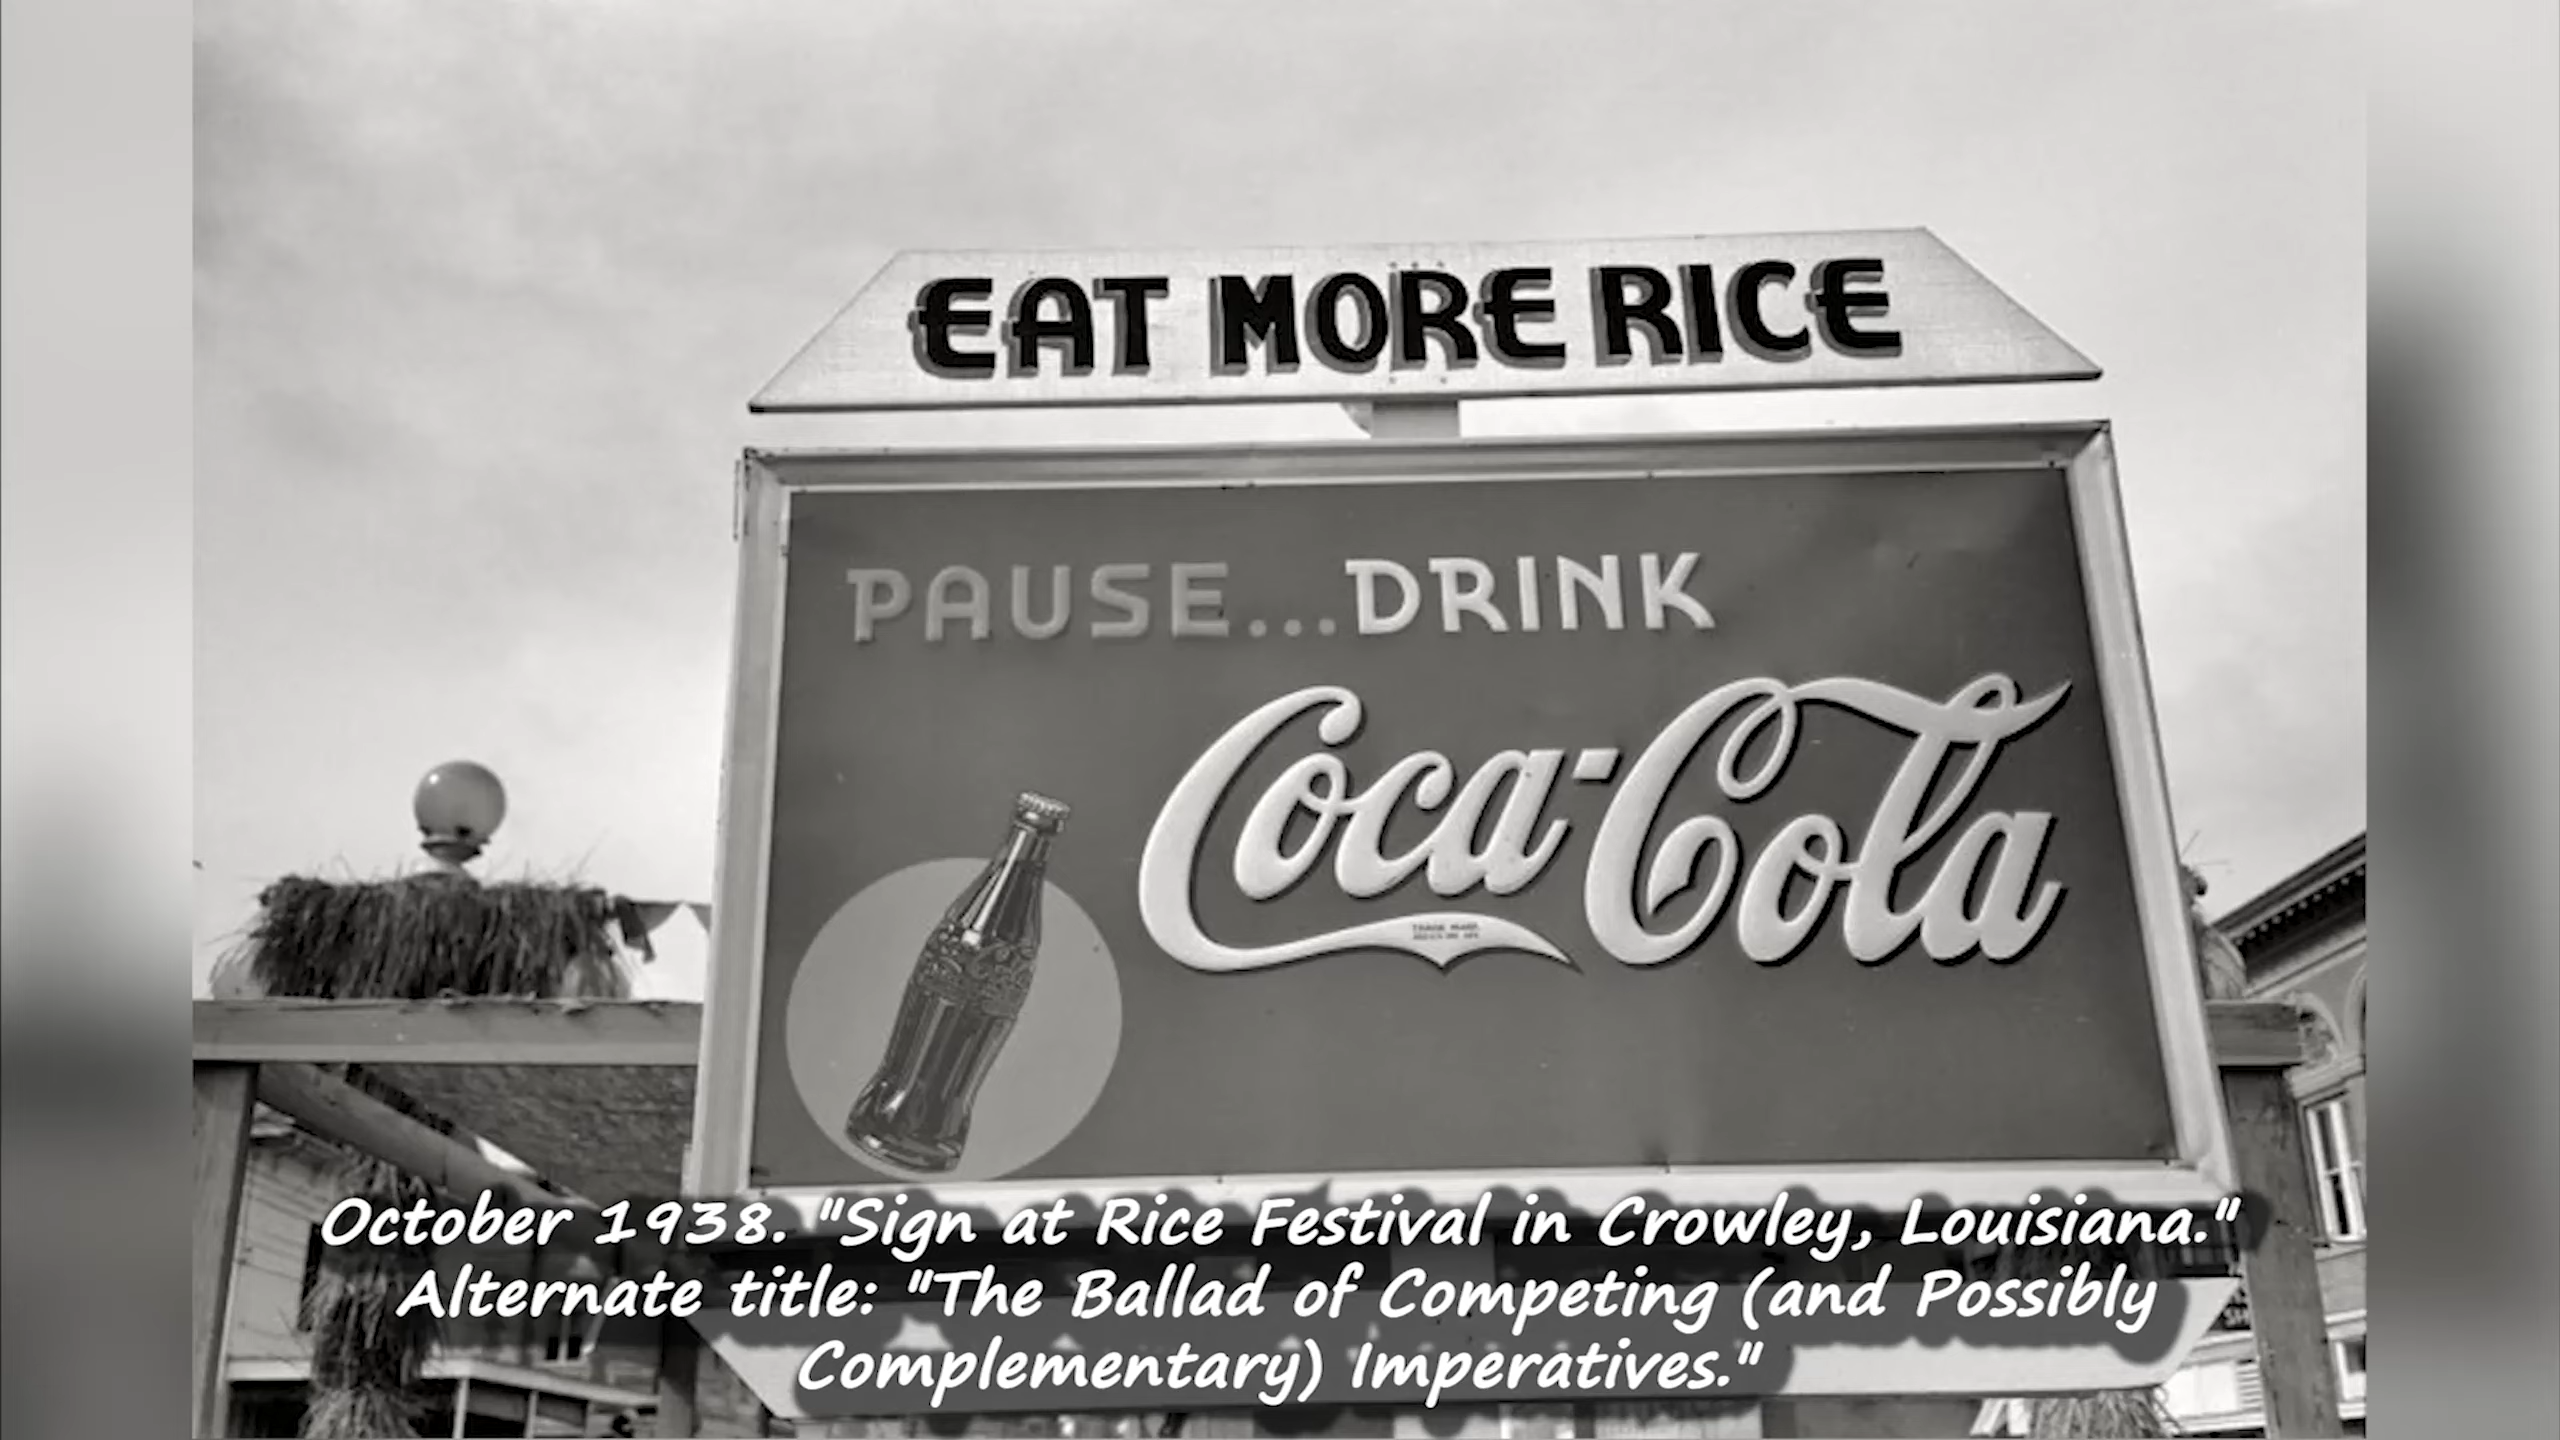 EAT MORE RICE
PAUSE...DRINK
Coca-Cola
October 1938. "Sign at Rice Festival in Crowley, Louisiana."
Alternate title: "The Ballad of Competing (and Possibly
Complementary) Imperatives."